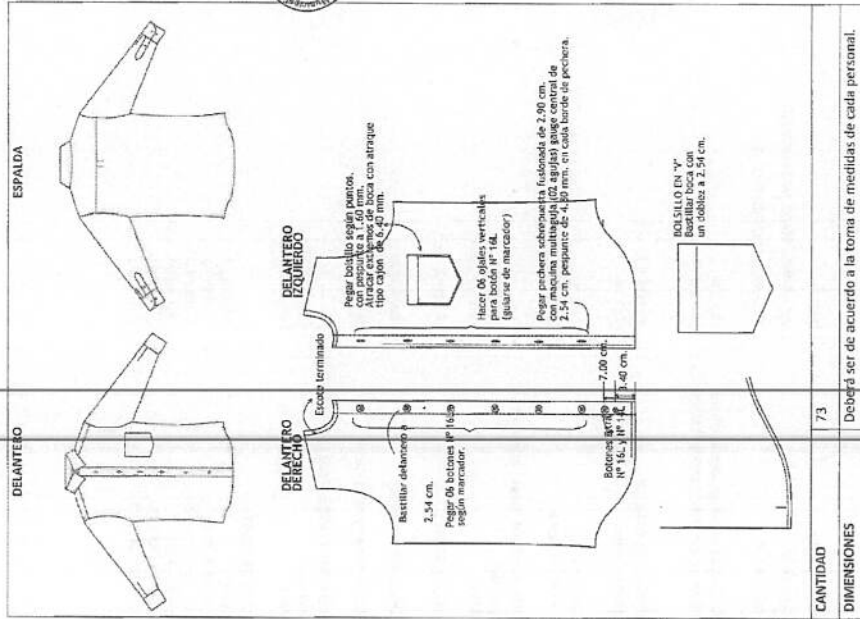 DELANTERO
ESPALDA
DELANTERO
DERECHO
Escote terminado
Bastillar delantero a
2.54 cm.
Pegar 06 botones N° 16L
según marcador.
Botones
N° 16L y N° 14L
7.00 cm.
3.40 cm.
DELANTERO
IZQUIERDO
Pegar bolsillo según puntos.
con pespunte a 1.60 mm.
Atracar extremos de boca con atraque
tipo cajón de 6.40 mm.
Hacer 06 ojales verticales
para botón N° 16L
(guiarse de marcador)
Pegar pechera sobrepuesta fusionada de 2.90 cm.
con maquina multiaguja (02 agujas) gauge central de
2.54 cm. pespunte de 4.80 mm. en cada borde de pechera.
BOLSILLO EN "V"
Bastillar boca con
un doblez a 2.54 cm.
CANTIDAD 73
DIMENSIONES Deberá ser de acuerdo a la toma de medidas de cada personal.